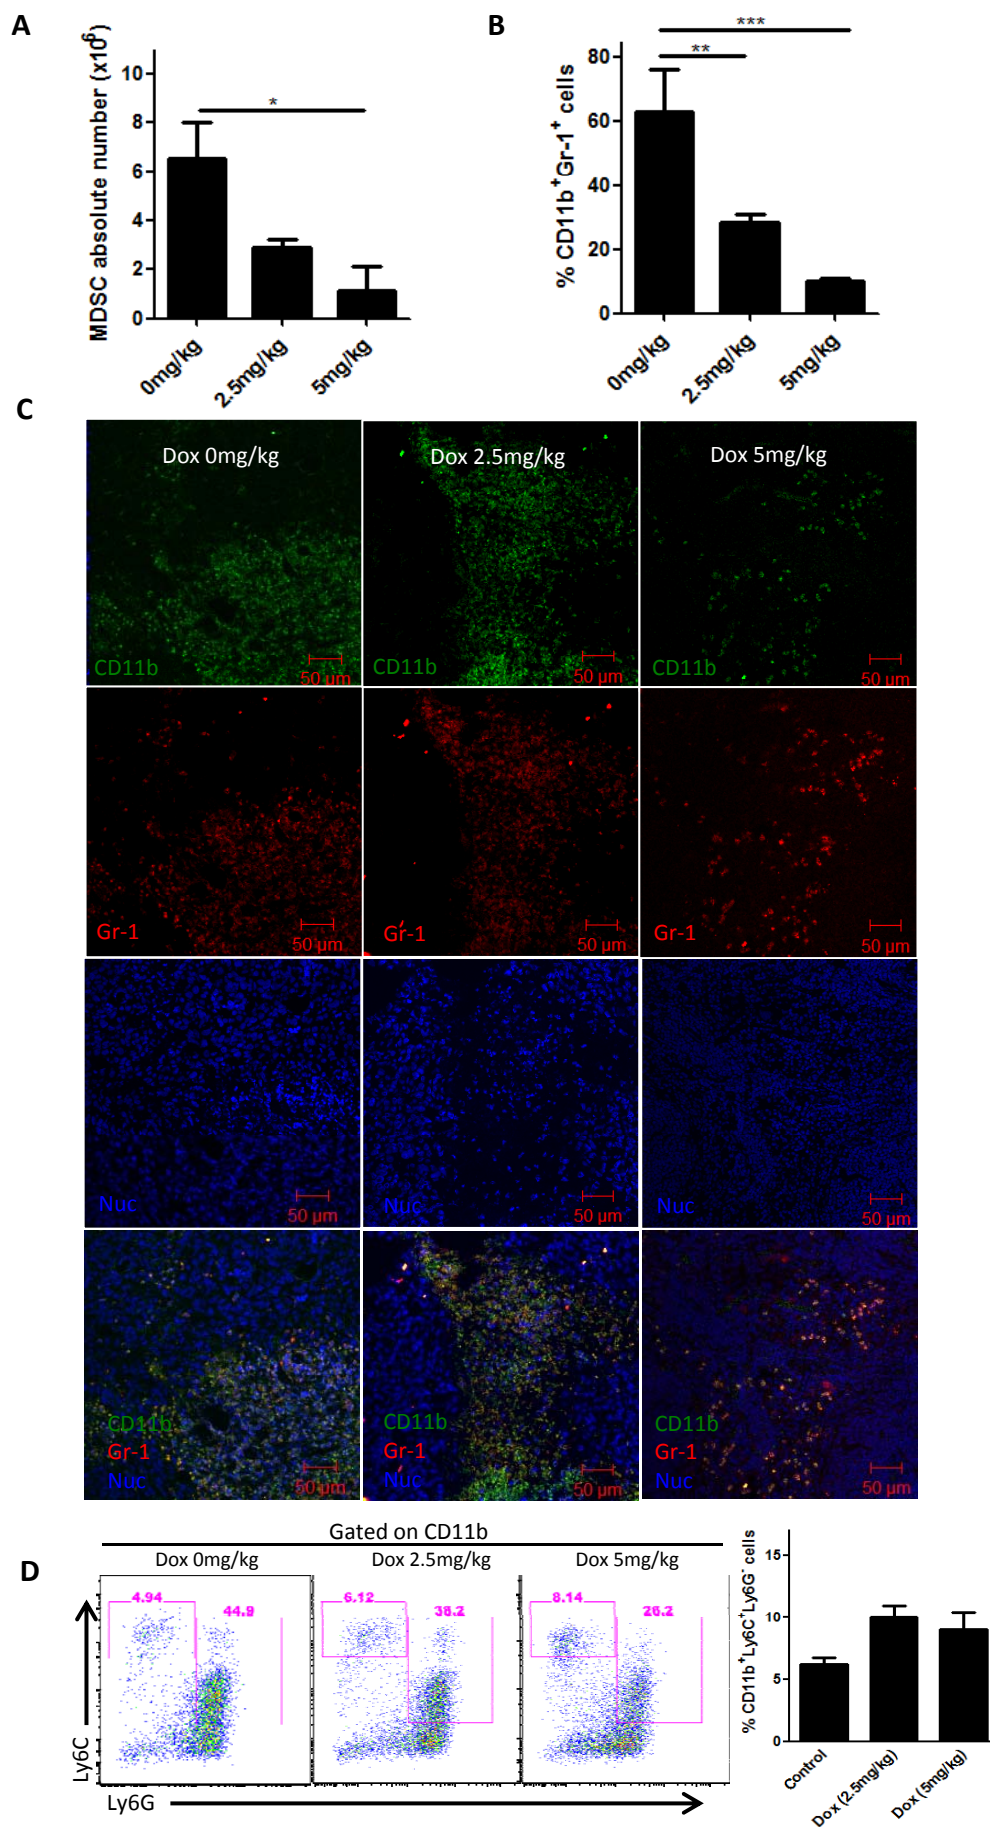 A
MDSC absolute number (x10⁶)
10
8
6
4
2
0
0mg/kg
2.5mg/kg
5mg/kg
*
B
% CD11b⁺Gr-1⁺ cells
80
60
40
20
0
0mg/kg
2.5mg/kg
5mg/kg
***
**
C
Dox 0mg/kg
Dox 2.5mg/kg
Dox 5mg/kg
CD11b
50 µm
CD11b
50 µm
CD11b
50 µm
Gr-1
50 µm
Gr-1
50 µm
Gr-1
50 µm
Nuc
50 µm
Nuc
50 µm
Nuc
50 µm
CD11b
Gr-1
Nuc
50 µm
CD11b
Gr-1
Nuc
50 µm
CD11b
Gr-1
Nuc
50 µm
D
Gated on CD11b
Dox 0mg/kg
Dox 2.5mg/kg
Dox 5mg/kg
4.94
44.9
6.12
38.2
8.14
26.2
Ly6C
Ly6G
% CD11b⁺Ly6C⁺Ly6G⁻ cells
15
10
5
0
Control
Dox (2.5mg/kg)
Dox (5mg/kg)